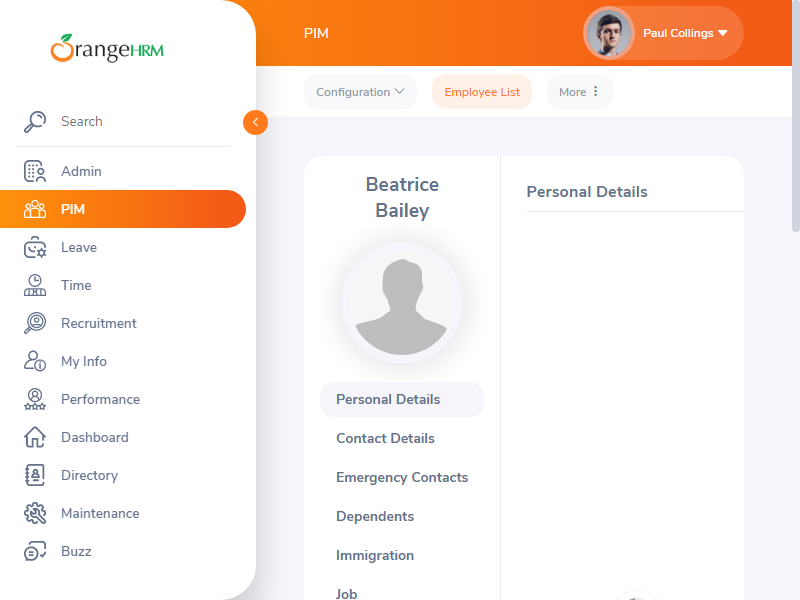 OrangeHRM
Search
Admin
PIM
Leave
Time
Recruitment
My Info
Performance
Dashboard
Directory
Maintenance
Buzz
PIM
Paul Collings
Configuration
Employee List
More
Beatrice
Bailey
Personal Details
Contact Details
Emergency Contacts
Dependents
Immigration
Job
Personal Details